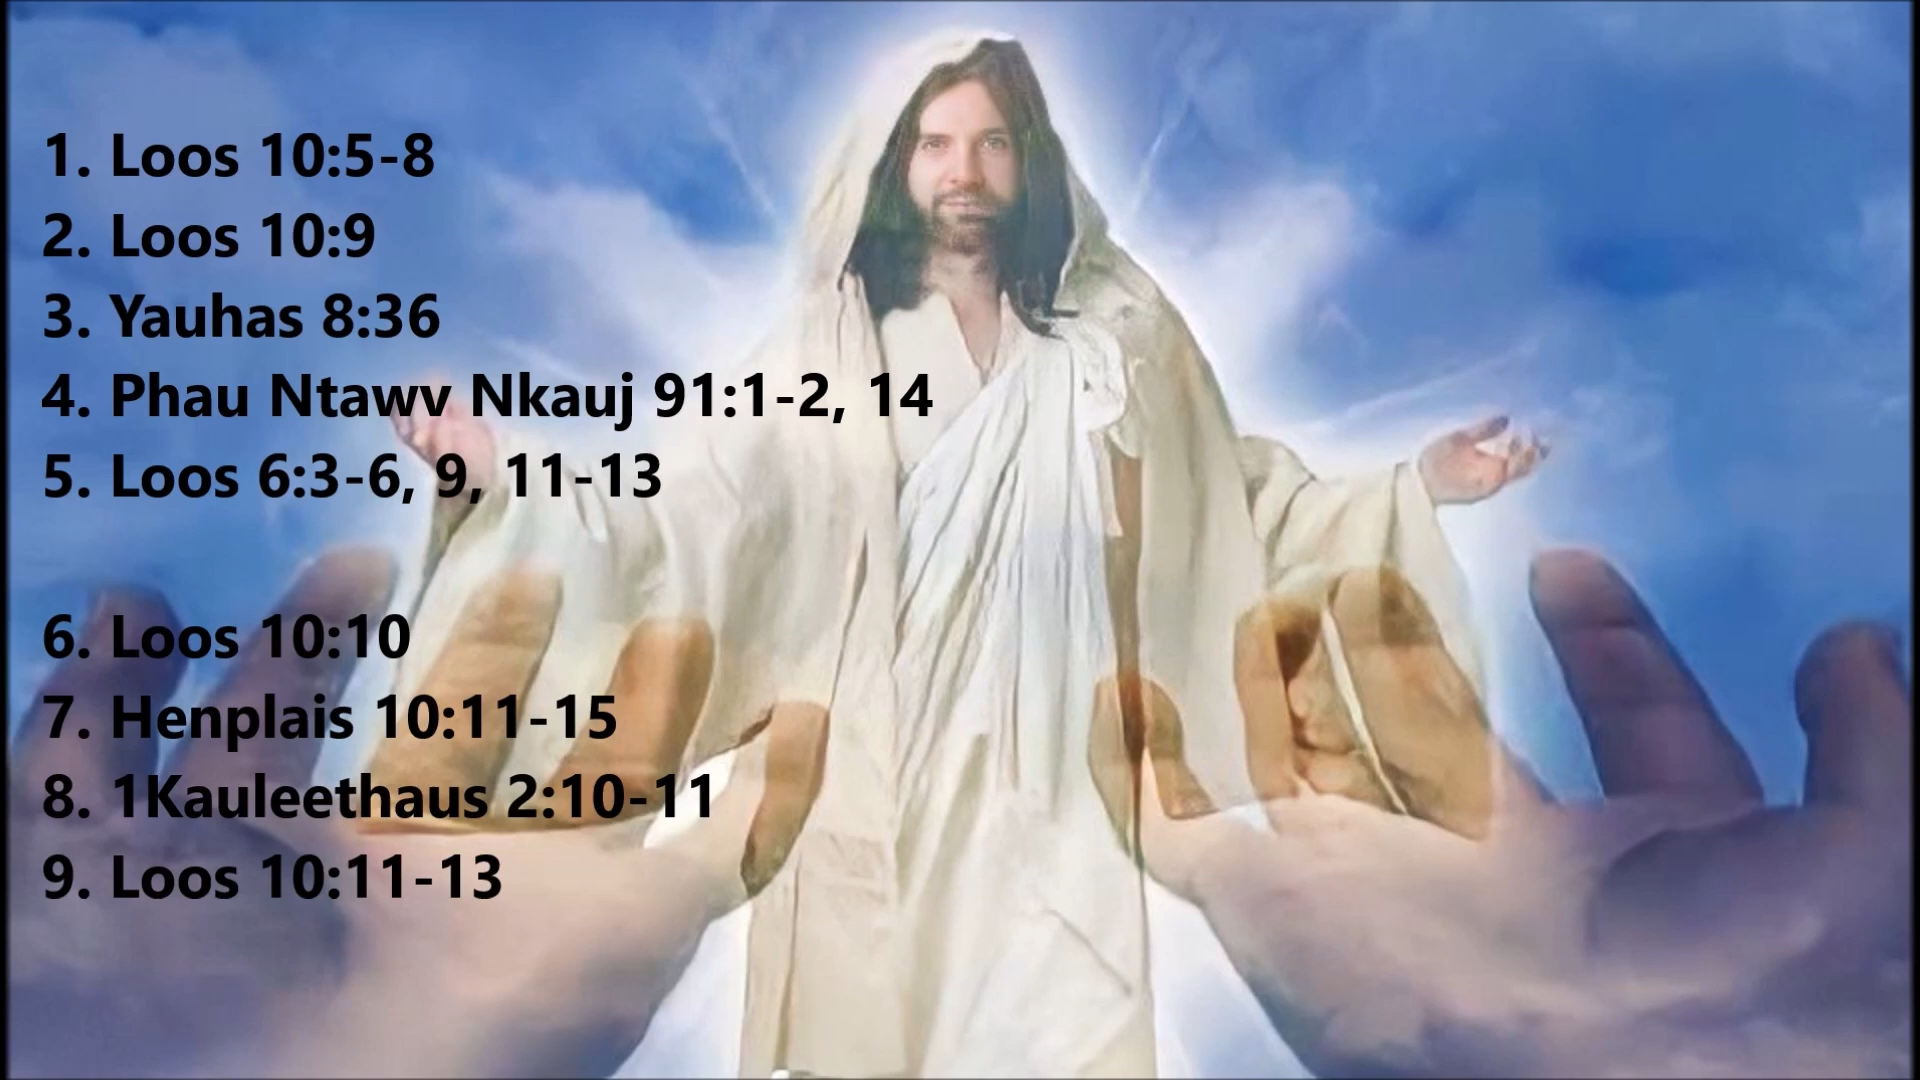 1. Loos 10:5-8
2. Loos 10:9
3. Yauhas 8:36
4. Phau Ntawv Nkauj 91:1-2, 14
5. Loos 6:3-6, 9, 11-13
6. Loos 10:10
7. Henplais 10:11-15
8. 1Kauleethaus 2:10-11
9. Loos 10:11-13